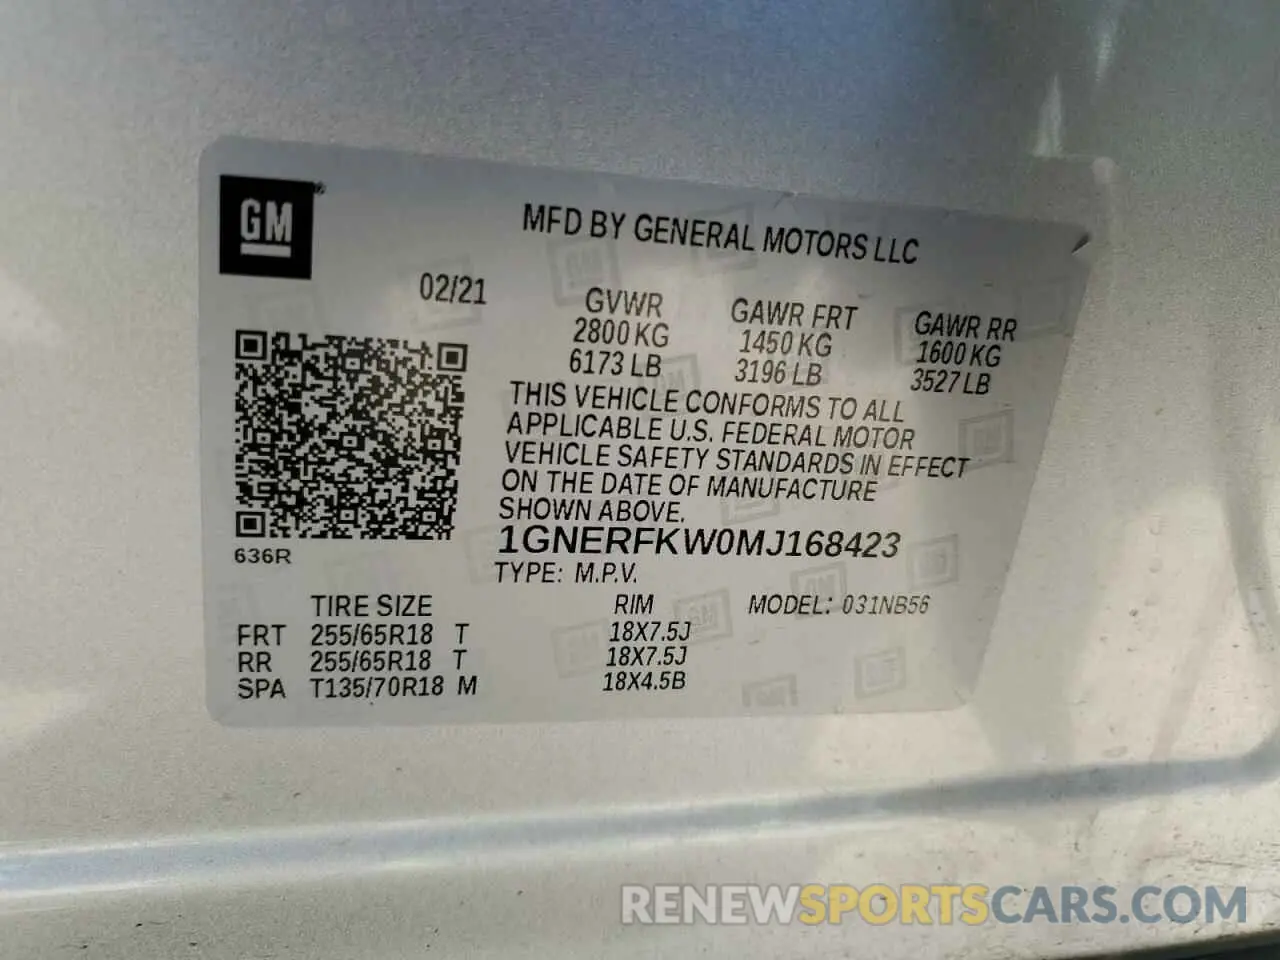 GM®
MFD BY GENERAL MOTORS LLC
02/21
GVWR GAWR FRT GAWR RR
2800 KG 1450 KG 1600 KG
6173 LB 3196 LB 3527 LB
THIS VEHICLE CONFORMS TO ALL
APPLICABLE U.S. FEDERAL MOTOR
VEHICLE SAFETY STANDARDS IN EFFECT
ON THE DATE OF MANUFACTURE
SHOWN ABOVE.
636R
1GNERFKW0MJ168423
TYPE: M.P.V.
TIRE SIZE RIM MODEL: 031NB56
FRT 255/65R18 T 18X7.5J
RR 255/65R18 T 18X7.5J
SPA T135/70R18 M 18X4.5B
RENEWSPORTSCARS.COM